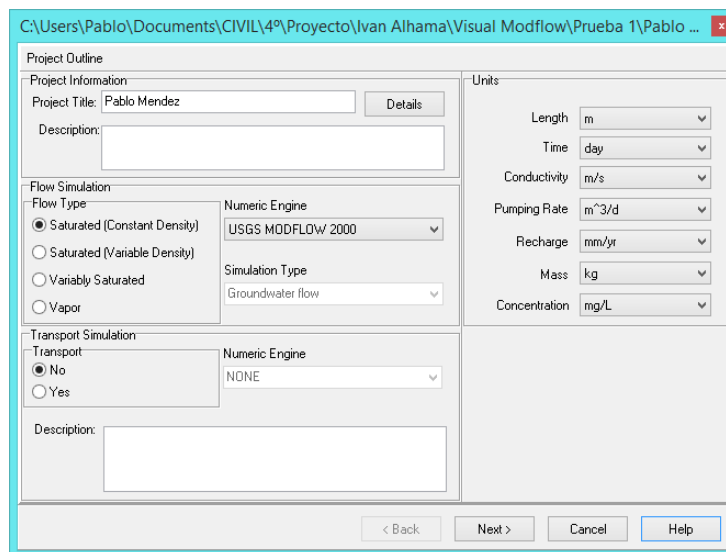 C:\Users\Pablo\Documents\CIVIL\4º\Proyecto\Ivan Alhama\Visual Modflow\Prueba 1\Pablo ...
x
Project Outline
Project Information
Project Title: Pablo Mendez
Details
Description:
Flow Simulation
Flow Type
Saturated (Constant Density)
Saturated (Variable Density)
Variably Saturated
Vapor
Numeric Engine
USGS MODFLOW 2000
Simulation Type
Groundwater flow
Transport Simulation
Transport
No
Yes
Numeric Engine
NONE
Description:
Units
Length m
Time day
Conductivity m/s
Pumping Rate m^3/d
Recharge mm/yr
Mass kg
Concentration mg/L
< Back
Next >
Cancel
Help